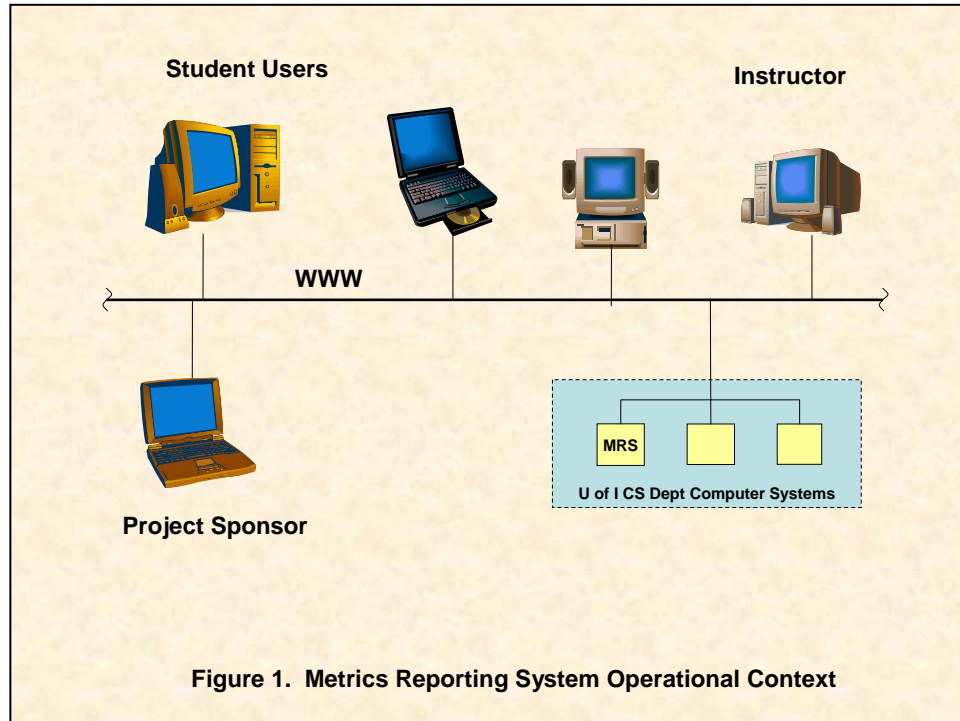 Student Users
Instructor
WWW
MRS
U of I CS Dept Computer Systems
Project Sponsor
Figure 1.  Metrics Reporting System Operational Context